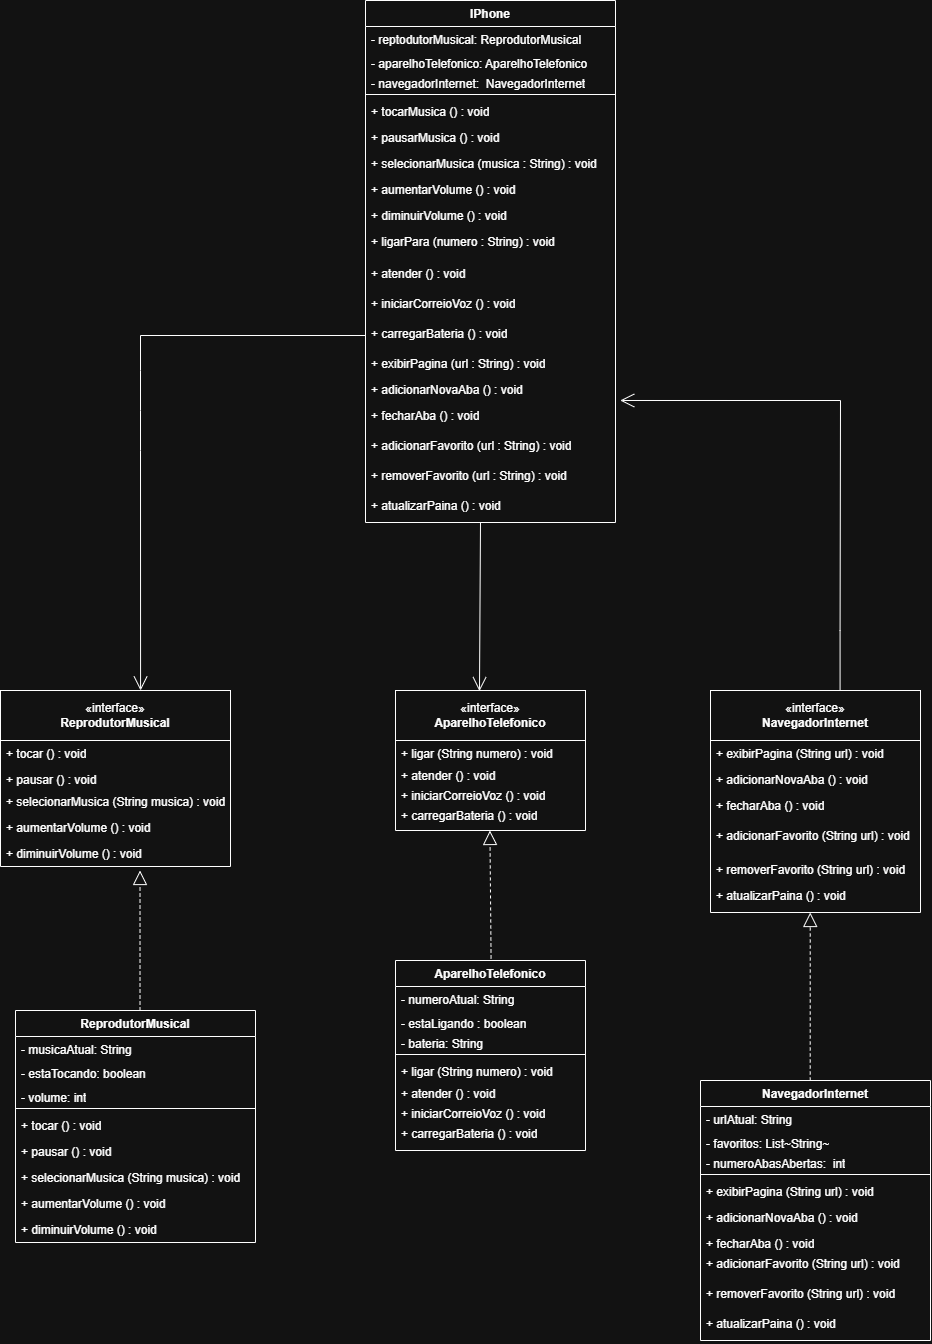 IPhone
- reptodutorMusical: ReprodutorMusical
- aparelhoTelefonico: AparelhoTelefonico
- navegadorInternet:  NavegadorInternet
+ tocarMusica () : void
+ pausarMusica () : void
+ selecionarMusica (musica : String) : void
+ aumentarVolume () : void
+ diminuirVolume () : void
+ ligarPara (numero : String) : void
+ atender () : void
+ iniciarCorreioVoz () : void
+ carregarBateria () : void
+ exibirPagina (url : String) : void
+ adicionarNovaAba () : void
+ fecharAba () : void
+ adicionarFavorito (url : String) : void
+ removerFavorito (url : String) : void
+ atualizarPaina () : void
«interface»
ReprodutorMusical
+ tocar () : void
+ pausar () : void
+ selecionarMusica (String musica) : void
+ aumentarVolume () : void
+ diminuirVolume () : void
«interface»
AparelhoTelefonico
+ ligar (String numero) : void
+ atender () : void
+ iniciarCorreioVoz () : void
+ carregarBateria () : void
«interface»
NavegadorInternet
+ exibirPagina (String url) : void
+ adicionarNovaAba () : void
+ fecharAba () : void
+ adicionarFavorito (String url) : void
+ removerFavorito (String url) : void
+ atualizarPaina () : void
ReprodutorMusical
- musicaAtual: String
- estaTocando: boolean
- volume: int
+ tocar () : void
+ pausar () : void
+ selecionarMusica (String musica) : void
+ aumentarVolume () : void
+ diminuirVolume () : void
AparelhoTelefonico
- numeroAtual: String
- estaLigando : boolean
- bateria: String
+ ligar (String numero) : void
+ atender () : void
+ iniciarCorreioVoz () : void
+ carregarBateria () : void
NavegadorInternet
- urlAtual: String
- favoritos: List~String~
- numeroAbasAbertas:  int
+ exibirPagina (String url) : void
+ adicionarNovaAba () : void
+ fecharAba () : void
+ adicionarFavorito (String url) : void
+ removerFavorito (String url) : void
+ atualizarPaina () : void